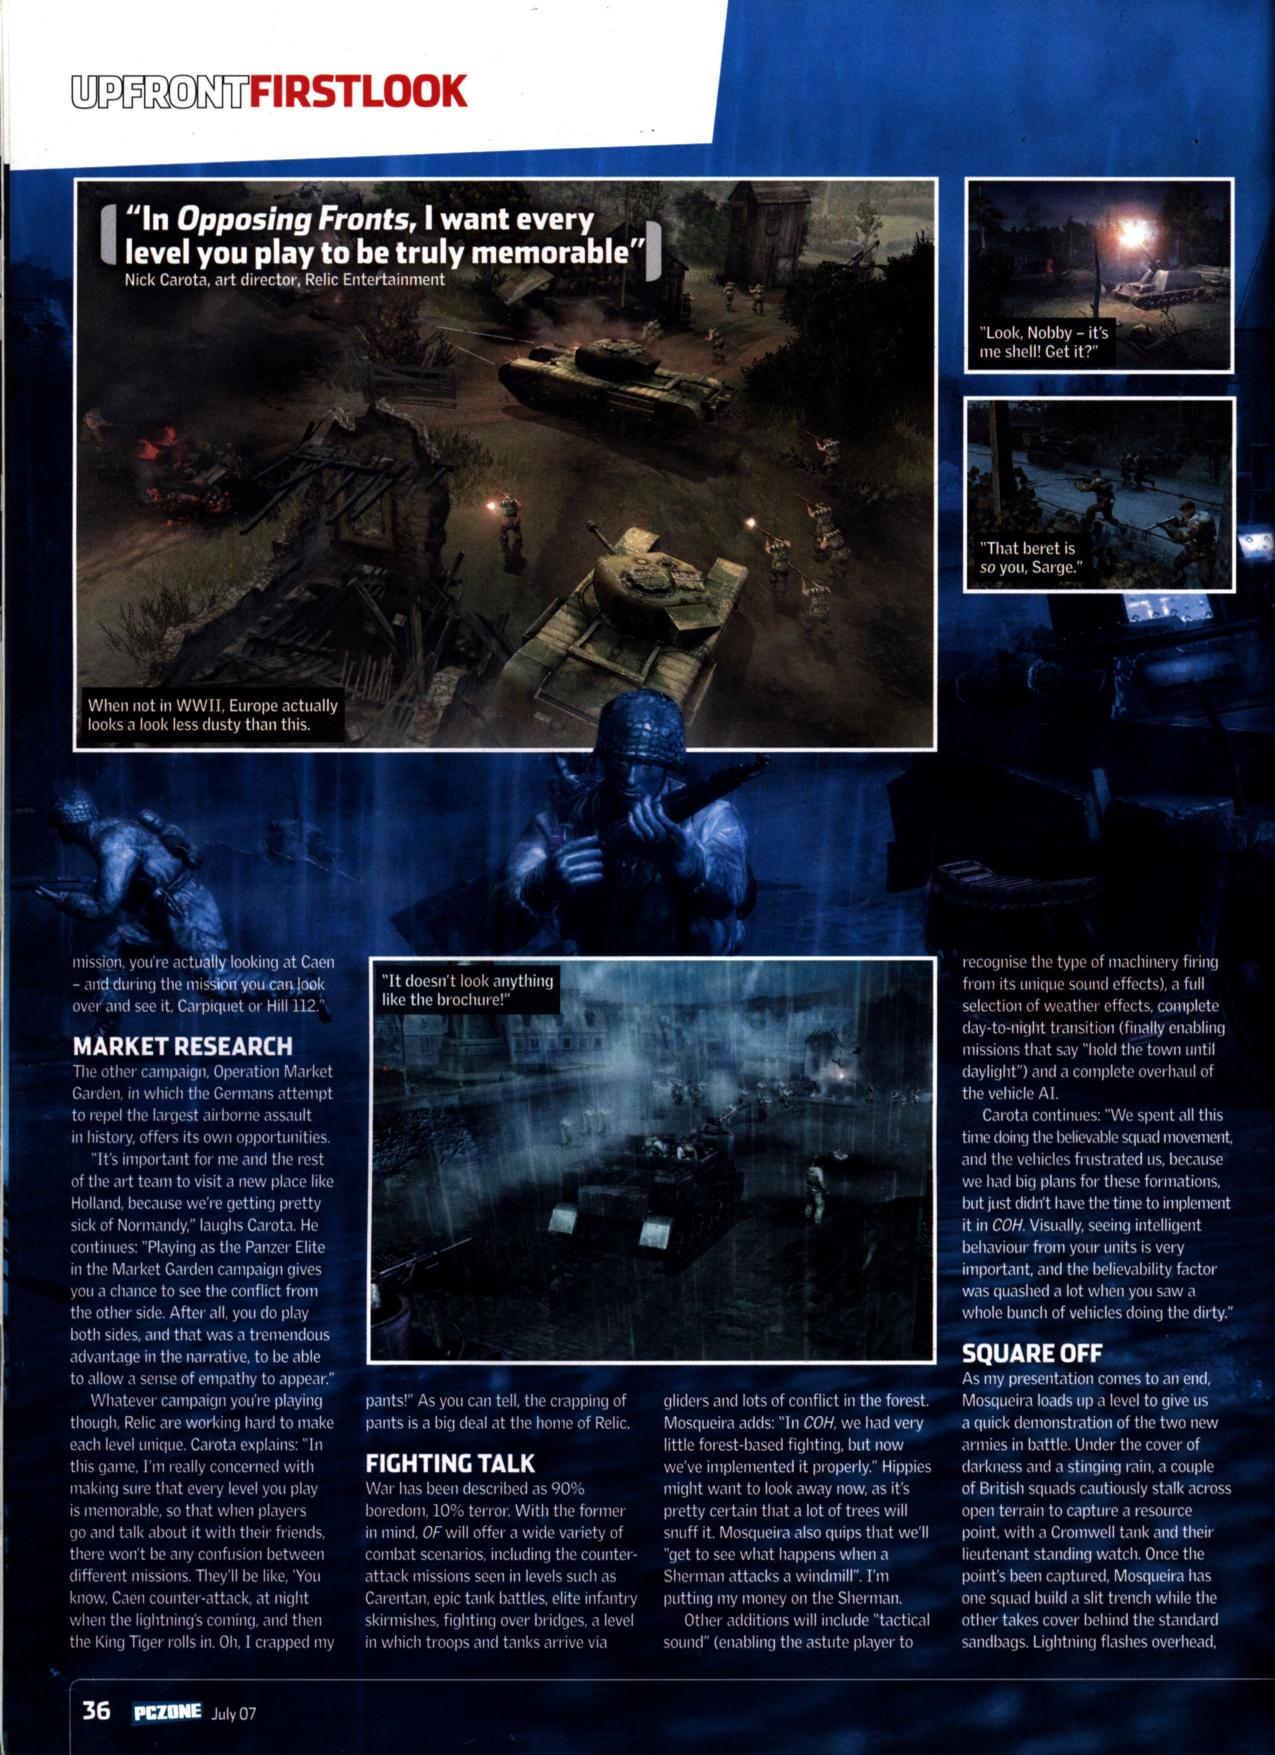 UPFRONTFIRSTLOOK
“In Opposing Fronts, I want every
level you play to be truly memorable”
Nick Carota, art director, Relic Entertainment
"Look, Nobby – it's
me shell! Get it?"
"That beret is
so you, Sarge."
When not in WWII, Europe actually
looks a look less dusty than this.
mission, you're actually looking at Caen
– and during the mission you can look
over and see it, Carpiquet or Hill 112."
MARKET RESEARCH
The other campaign, Operation Market
Garden, in which the Germans attempt
to repel the largest airborne assault
in history, offers its own opportunities.
"It's important for me and the rest
of the art team to visit a new place like
Holland, because we're getting pretty
sick of Normandy," laughs Carota. He
continues: "Playing as the Panzer Elite
in the Market Garden campaign gives
you a chance to see the conflict from
the other side. After all, you do play
both sides, and that was a tremendous
advantage in the narrative, to be able
to allow a sense of empathy to appear."
Whatever campaign you're playing
though, Relic are working hard to make
each level unique. Carota explains: "In
this game, I'm really concerned with
making sure that every level you play
is memorable, so that when players
go and talk about it with their friends,
there won't be any confusion between
different missions. They'll be like, 'You
know, Caen counter-attack, at night
when the lightning's coming, and then
the King Tiger rolls in. Oh, I crapped my
"It doesn't look anything
like the brochure!"
pants!" As you can tell, the crapping of
pants is a big deal at the home of Relic.
FIGHTING TALK
War has been described as 90%
boredom, 10% terror. With the former
in mind, OF will offer a wide variety of
combat scenarios, including the counter-
attack missions seen in levels such as
Carentan, epic tank battles, elite infantry
skirmishes, fighting over bridges, a level
in which troops and tanks arrive via
gliders and lots of conflict in the forest.
Mosqueira adds: "In COH, we had very
little forest-based fighting, but now
we've implemented it properly." Hippies
might want to look away now, as it's
pretty certain that a lot of trees will
snuff it. Mosqueira also quips that we'll
"get to see what happens when a
Sherman attacks a windmill". I'm
putting my money on the Sherman.
Other additions will include "tactical
sound" (enabling the astute player to
recognise the type of machinery firing
from its unique sound effects), a full
selection of weather effects, complete
day-to-night transition (finally enabling
missions that say "hold the town until
daylight") and a complete overhaul of
the vehicle AI.
Carota continues: "We spent all this
time doing the believable squad movement,
and the vehicles frustrated us, because
we had big plans for these formations,
but just didn't have the time to implement
it in COH. Visually, seeing intelligent
behaviour from your units is very
important, and the believability factor
was quashed a lot when you saw a
whole bunch of vehicles doing the dirty."
SQUARE OFF
As my presentation comes to an end,
Mosqueira loads up a level to give us
a quick demonstration of the two new
armies in battle. Under the cover of
darkness and a stinging rain, a couple
of British squads cautiously stalk across
open terrain to capture a resource
point, with a Cromwell tank and their
lieutenant standing watch. Once the
point's been captured, Mosqueira has
one squad build a slit trench while the
other takes cover behind the standard
sandbags. Lightning flashes overhead,
36 PCZONE July 07